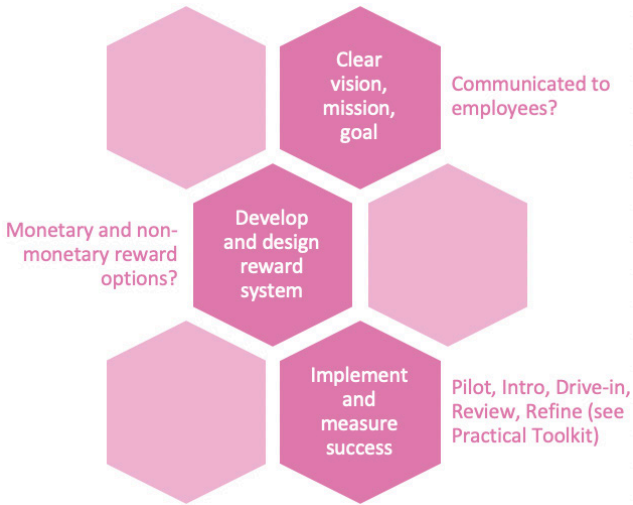 Clear
vision,
mission,
goal
Communicated to
employees?
Monetary and non-
monetary reward
options?
Develop
and design
reward
system
Implement
and
measure
success
Pilot, Intro, Drive-in,
Review, Refine (see
Practical Toolkit)